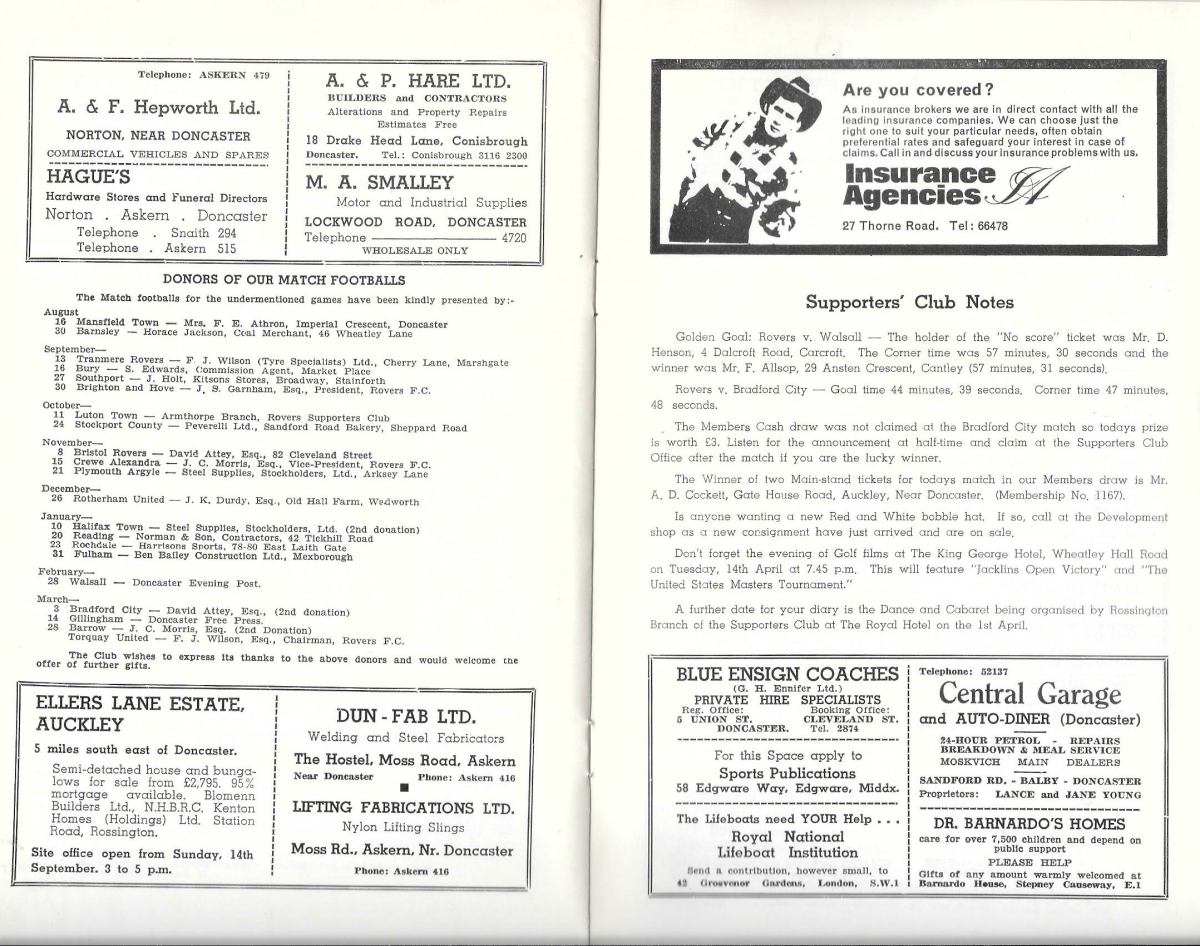 Telephone: ASKERN 479
A. & F. Hepworth Ltd.
NORTON, NEAR DONCASTER
COMMERCIAL VEHICLES AND SPARES
HAGUE'S
Hardware Stores and Funeral Directors
Norton . Askern . Doncaster
Telephone . Snaith 294
Telephone . Askern 515
A. & P. HARE LTD.
BUILDERS and CONTRACTORS
Alterations and Property Repairs
Estimates Free
18 Drake Head Lane, Conisbrough
Doncaster. Tel.: Conisbrough 3116 2300
M. A. SMALLEY
Motor and Industrial Supplies
LOCKWOOD ROAD, DONCASTER
Telephone 4720
WHOLESALE ONLY
DONORS OF OUR MATCH FOOTBALLS
The Match footballs for the undermentioned games have been kindly presented by:-
August
16 Mansfield Town — Mrs. F. E. Athron, Imperial Crescent, Doncaster
30 Barnsley — Horace Jackson, Coal Merchant, 46 Wheatley Lane
September—
13 Tranmere Rovers — F. J. Wilson (Tyre Specialists) Ltd., Cherry Lane, Marshgate
16 Bury — S. Edwards, Commission Agent, Market Place
27 Southport — J. Holt, Kitsons Stores, Broadway, Stainforth
30 Brighton and Hove — J. S. Garnham, Esq., President, Rovers F.C.
October—
11 Luton Town — Armthorpe Branch, Rovers Supporters Club
24 Stockport County — Peverelli Ltd., Sandford Road Bakery, Sheppard Road
November—
8 Bristol Rovers — David Attey, Esq., 82 Cleveland Street
15 Crewe Alexandra — J. C. Morris, Esq., Vice-President, Rovers F.C.
21 Plymouth Argyle — Steel Supplies, Stockholders, Ltd., Arksey Lane
December—
26 Rotherham United — J. K. Durdy, Esq., Old Hall Farm, Wedworth
January—
10 Halifax Town — Steel Supplies, Stockholders, Ltd. (2nd donation)
20 Reading — Norman & Son, Contractors, 42 Tickhill Road
23 Rochdale — Harrisons Sports, 78-80 East Laith Gate
31 Fulham — Ben Bailey Construction Ltd., Mexborough
February—
28 Walsall — Doncaster Evening Post.
March—
3 Bradford City — David Attey, Esq., (2nd donation)
14 Gillingham — Doncaster Free Press.
28 Barrow — J. C. Morris, Esq. (2nd Donation)
Torquay United — F. J. Wilson, Esq., Chairman, Rovers F.C.
The Club wishes to express its thanks to the above donors and would welcome the
offer of further gifts.
ELLERS LANE ESTATE,
AUCKLEY
5 miles south east of Doncaster.
Semi-detached house and bunga-
lows for sale from £2,795. 95%
mortgage available. Blomenn
Builders Ltd., N.H.B.R.C. Kenton
Homes (Holdings) Ltd. Station
Road, Rossington.
Site office open from Sunday, 14th
September. 3 to 5 p.m.
DUN-FAB LTD.
Welding and Steel Fabricators
The Hostel, Moss Road, Askern
Near Doncaster Phone: Askern 416
LIFTING FABRICATIONS LTD.
Nylon Lifting Slings
Moss Rd., Askern, Nr. Doncaster
Phone: Askern 416
Are you covered?
As insurance brokers we are in direct contact with all the
leading insurance companies. We can choose just the
right one to suit your particular needs, often obtain
preferential rates and safeguard your interest in case of
claims. Call in and discuss your insurance problems with us.
Insurance
Agencies. IA
27 Thorne Road. Tel: 66478
Supporters' Club Notes
Golden Goal: Rovers v. Walsall — The holder of the "No score" ticket was Mr. D.
Henson, 4 Dalcroft Road, Carcroft. The Corner time was 57 minutes, 30 seconds and the
winner was Mr. F. Allsop, 29 Ansten Crescent, Cantley (57 minutes, 31 seconds).
Rovers v. Bradford City — Goal time 44 minutes, 39 seconds. Corner time 47 minutes,
48 seconds.
The Members Cash draw was not claimed at the Bradford City match so todays prize
is worth £3. Listen for the announcement at half-time and claim at the Supporters Club
Office after the match if you are the lucky winner.
The Winner of two Main-stand tickets for todays match in our Members draw is Mr.
A. D. Cockett, Gate House Road, Auckley, Near Doncaster. (Membership No. 1167).
Is anyone wanting a new Red and White bobble hat. If so, call at the Development
shop as a new consignment have just arrived and are on sale.
Don't forget the evening of Golf films at The King George Hotel, Wheatley Hall Road
on Tuesday, 14th April at 7.45 p.m. This will feature "Jacklins Open Victory" and "The
United States Masters Tournament."
A further date for your diary is the Dance and Cabaret being organised by Rossington
Branch of the Supporters Club at The Royal Hotel on the 1st April.
BLUE ENSIGN COACHES
(G. H. Ennifer Ltd.)
PRIVATE HIRE SPECIALISTS
Reg. Office: Booking Office:
5 UNION ST. CLEVELAND ST.
DONCASTER. Tel. 2874
For this Space apply to
Sports Publications
58 Edgware Way, Edgware, Middx.
The Lifeboats need YOUR Help . . .
Royal National
Lifeboat Institution
Send a contribution, however small, to
42 Grosvenor Gardens, London, S.W.1
Telephone: 52137
Central Garage
and AUTO-DINER (Doncaster)
24-HOUR PETROL - REPAIRS
BREAKDOWN & MEAL SERVICE
MOSKVICH MAIN DEALERS
SANDFORD RD. - BALBY - DONCASTER
Proprietors: LANCE and JANE YOUNG
DR. BARNARDO'S HOMES
care for over 7,500 children and depend on
public support
PLEASE HELP
Gifts of any amount warmly welcomed at
Barnardo House, Stepney Causeway, E.1